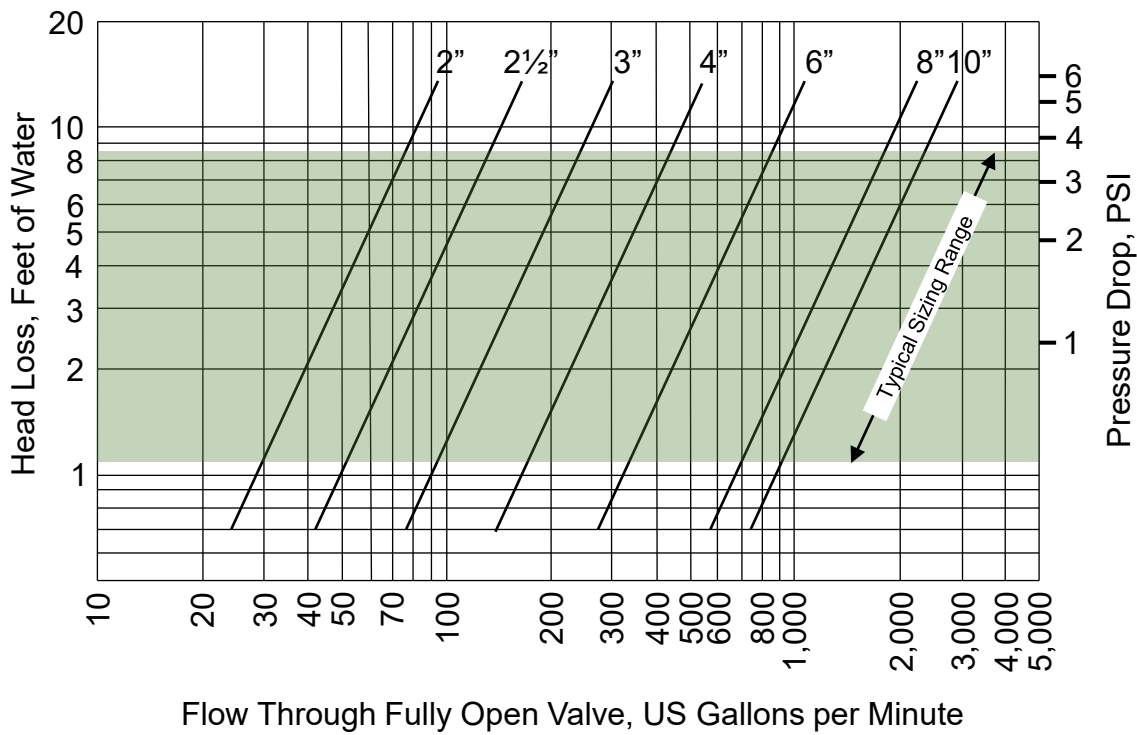 Head Loss, Feet of Water
20
10
8
6
5
4
3
2
1
2” 2½” 3” 4” 6” 8” 10”
Typical Sizing Range
6
5
4
3
2
1
Pressure Drop, PSI
10 20 30 40 50 70 100 200 300 400 500 600 800 1,000 2,000 3,000 4,000 5,000
Flow Through Fully Open Valve, US Gallons per Minute